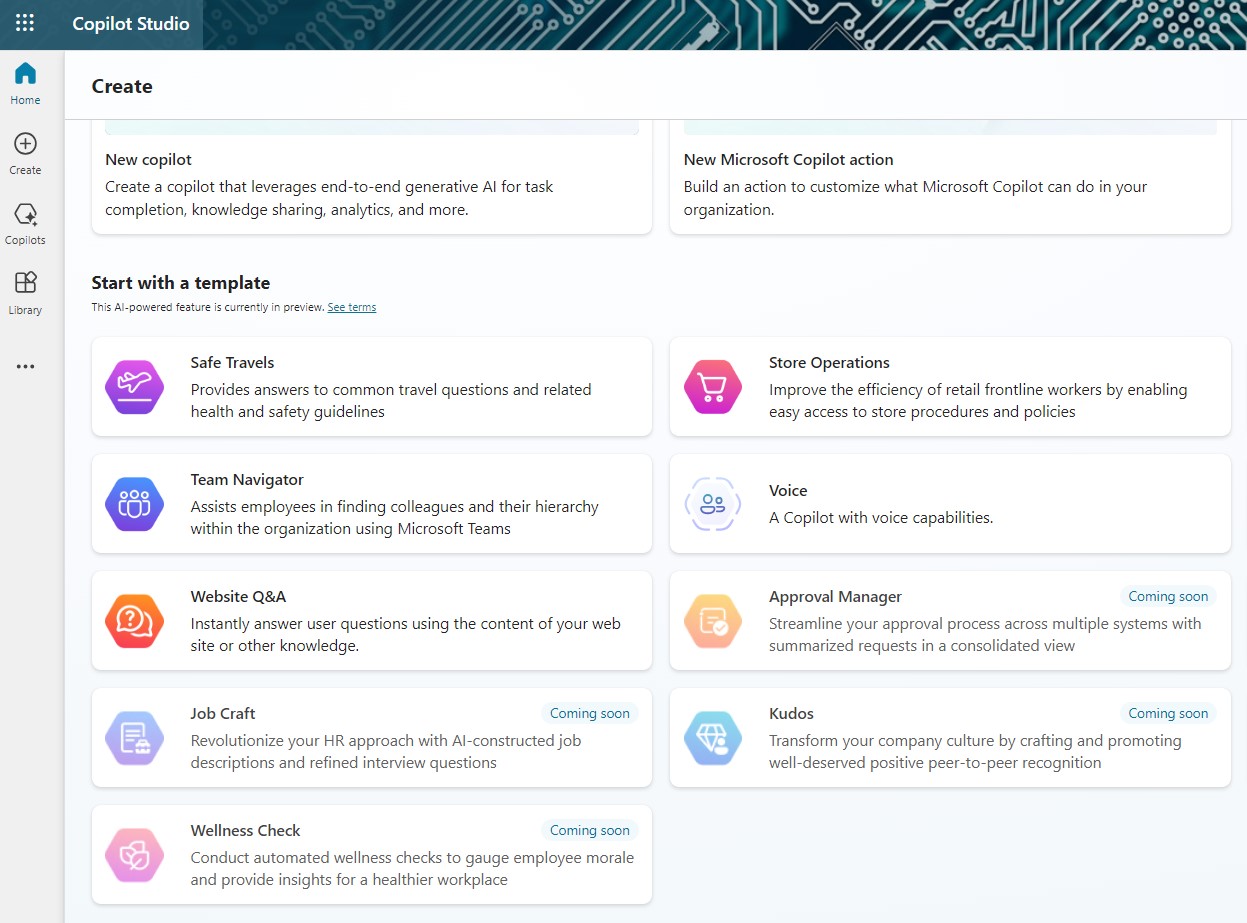 Copilot Studio
Home
Create
Copilots
Library
Create
New copilot
Create a copilot that leverages end-to-end generative AI for task
completion, knowledge sharing, analytics, and more.
New Microsoft Copilot action
Build an action to customize what Microsoft Copilot can do in your
organization.
Start with a template
This AI-powered feature is currently in preview. See terms
Safe Travels
Provides answers to common travel questions and related
health and safety guidelines
Store Operations
Improve the efficiency of retail frontline workers by enabling
easy access to store procedures and policies
Team Navigator
Assists employees in finding colleagues and their hierarchy
within the organization using Microsoft Teams
Voice
A Copilot with voice capabilities.
Website Q&A
Instantly answer user questions using the content of your web
site or other knowledge.
Approval Manager
Coming soon
Streamline your approval process across multiple systems with
summarized requests in a consolidated view
Job Craft
Coming soon
Revolutionize your HR approach with AI-constructed job
descriptions and refined interview questions
Kudos
Coming soon
Transform your company culture by crafting and promoting
well-deserved positive peer-to-peer recognition
Wellness Check
Coming soon
Conduct automated wellness checks to gauge employee morale
and provide insights for a healthier workplace